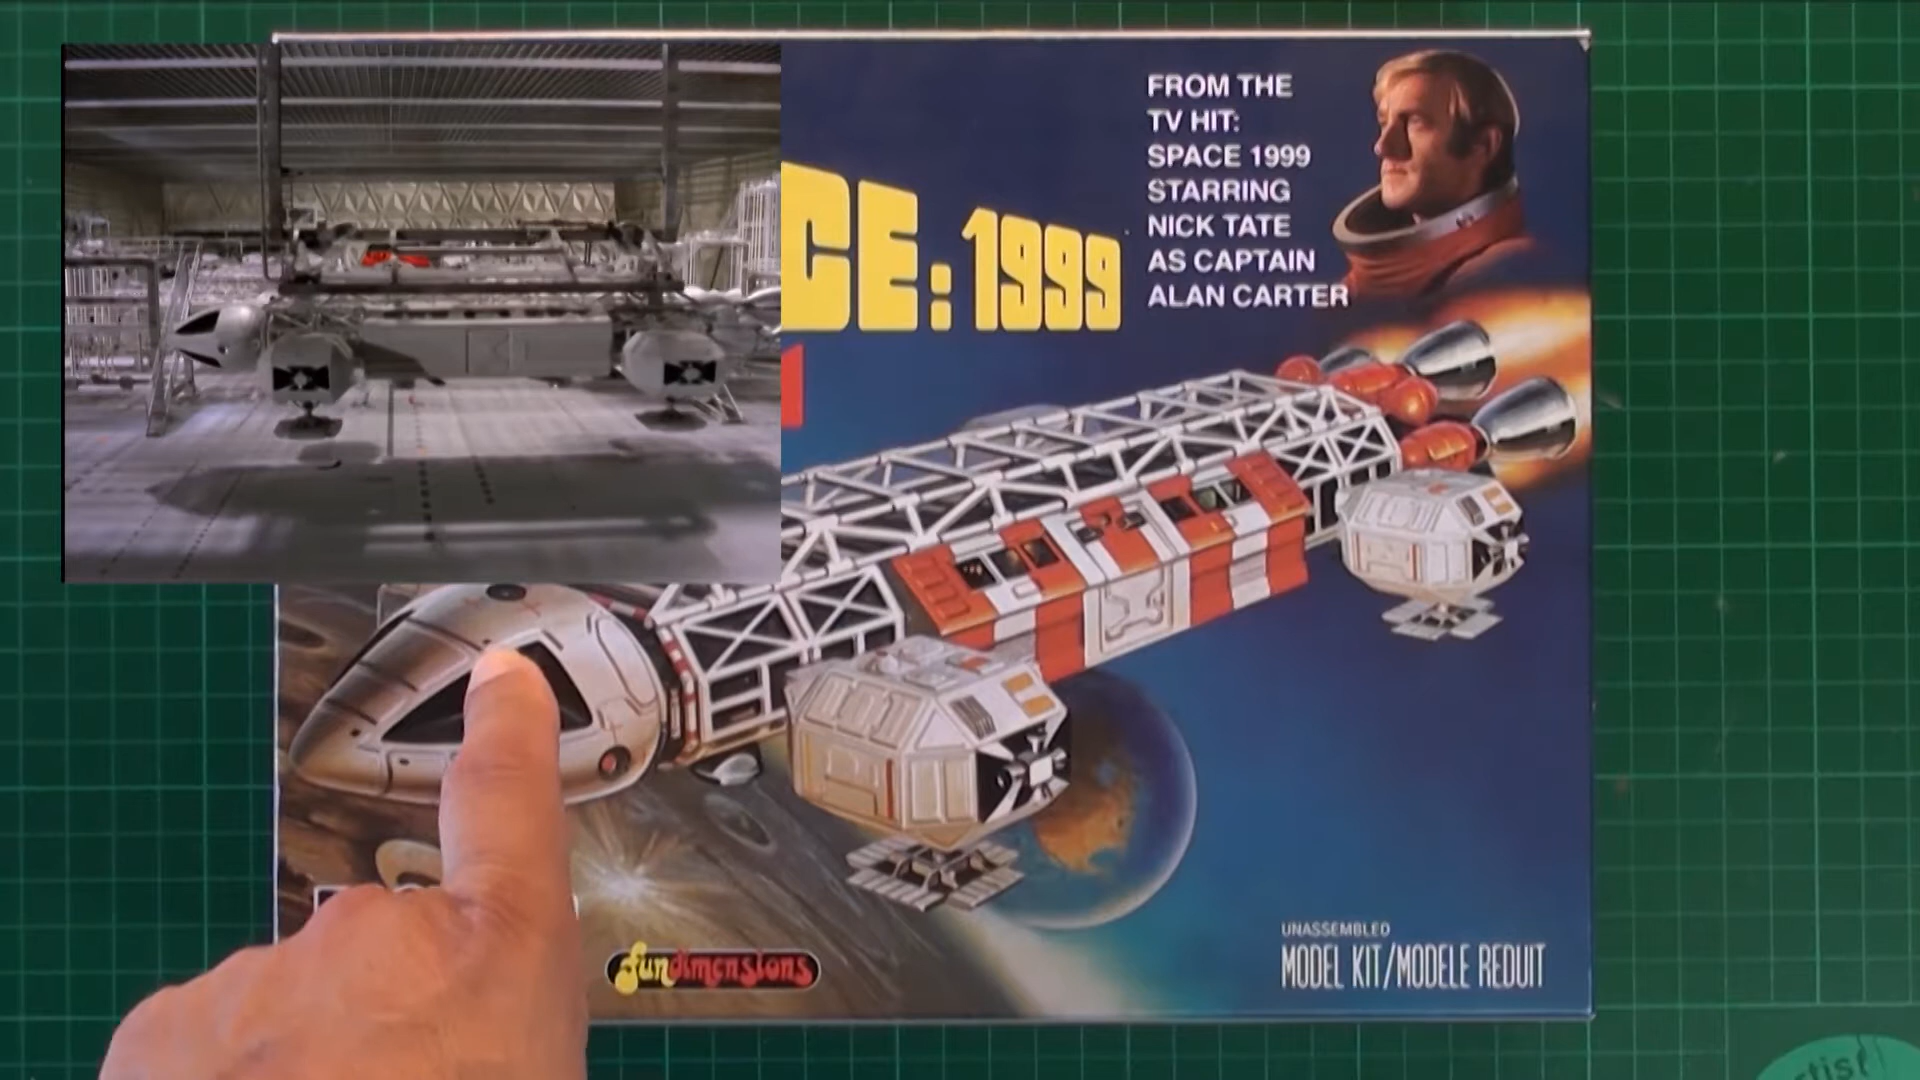 FROM THE
TV HIT:
SPACE 1999
STARRING
NICK TATE
AS CAPTAIN
ALAN CARTER
CE: 1999
fundimensions
UNASSEMBLED
MODEL KIT/MODELE REDUIT